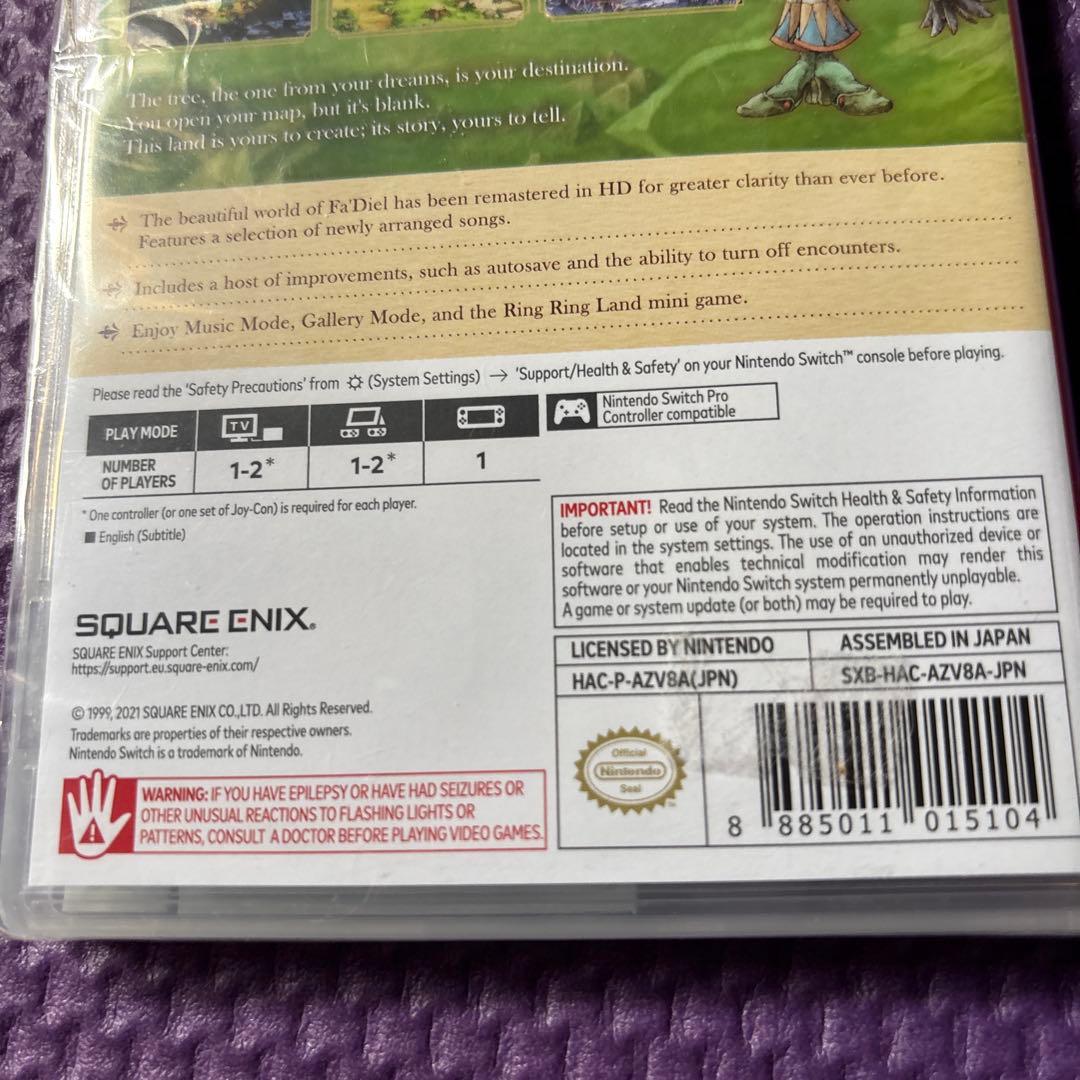 The tree, the one from your dreams, is your destination.
You open your map, but it's blank.
This land is yours to create; its story, yours to tell.
The beautiful world of Fa'Diel has been remastered in HD for greater clarity than ever before.
Features a selection of newly arranged songs.
Includes a host of improvements, such as autosave and the ability to turn off encounters.
Enjoy Music Mode, Gallery Mode, and the Ring Ring Land mini game.
Please read the 'Safety Precautions' from (System Settings) → 'Support/Health & Safety' on your Nintendo Switch™ console before playing.
PLAY MODE TV
Nintendo Switch Pro
Controller compatible
NUMBER
OF PLAYERS
1-2* 1-2* 1
* One controller (or one set of Joy-Con) is required for each player.
English (Subtitle)
IMPORTANT! Read the Nintendo Switch Health & Safety Information
before setup or use of your system. The operation instructions are
located in the system settings. The use of an unauthorized device or
software that enables technical modification may render this
software or your Nintendo Switch system permanently unplayable.
A game or system update (or both) may be required to play.
SQUARE ENIX®
SQUARE ENIX Support Center:
https://support.eu.square-enix.com/
© 1999, 2021 SQUARE ENIX CO.,LTD. All Rights Reserved.
Trademarks are properties of their respective owners.
Nintendo Switch is a trademark of Nintendo.
WARNING: IF YOU HAVE EPILEPSY OR HAVE HAD SEIZURES OR
OTHER UNUSUAL REACTIONS TO FLASHING LIGHTS OR
PATTERNS, CONSULT A DOCTOR BEFORE PLAYING VIDEO GAMES.
LICENSED BY NINTENDO ASSEMBLED IN JAPAN
HAC-P-AZV8A(JPN) SXB-HAC-AZV8A-JPN
Official
Nintendo
Seal
™
8 885011 015104